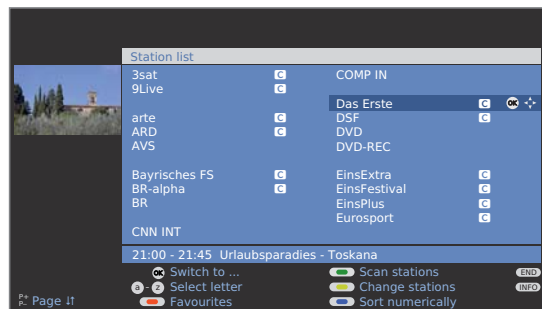 Station list
3sat C COMP IN
9Live C
Das Erste C OK
arte C DSF C
ARD C DVD
AVS DVD-REC
Bayrisches FS C EinsExtra C
BR-alpha C EinsFestival C
BR EinsPlus C
Eurosport C
CNN INT
21:00 - 21:45 Urlaubsparadies - Toskana
OK Switch to ... Scan stations END
a - z Select letter Change stations INFO
P+ P- Page ↓↑ Favourites Sort numerically